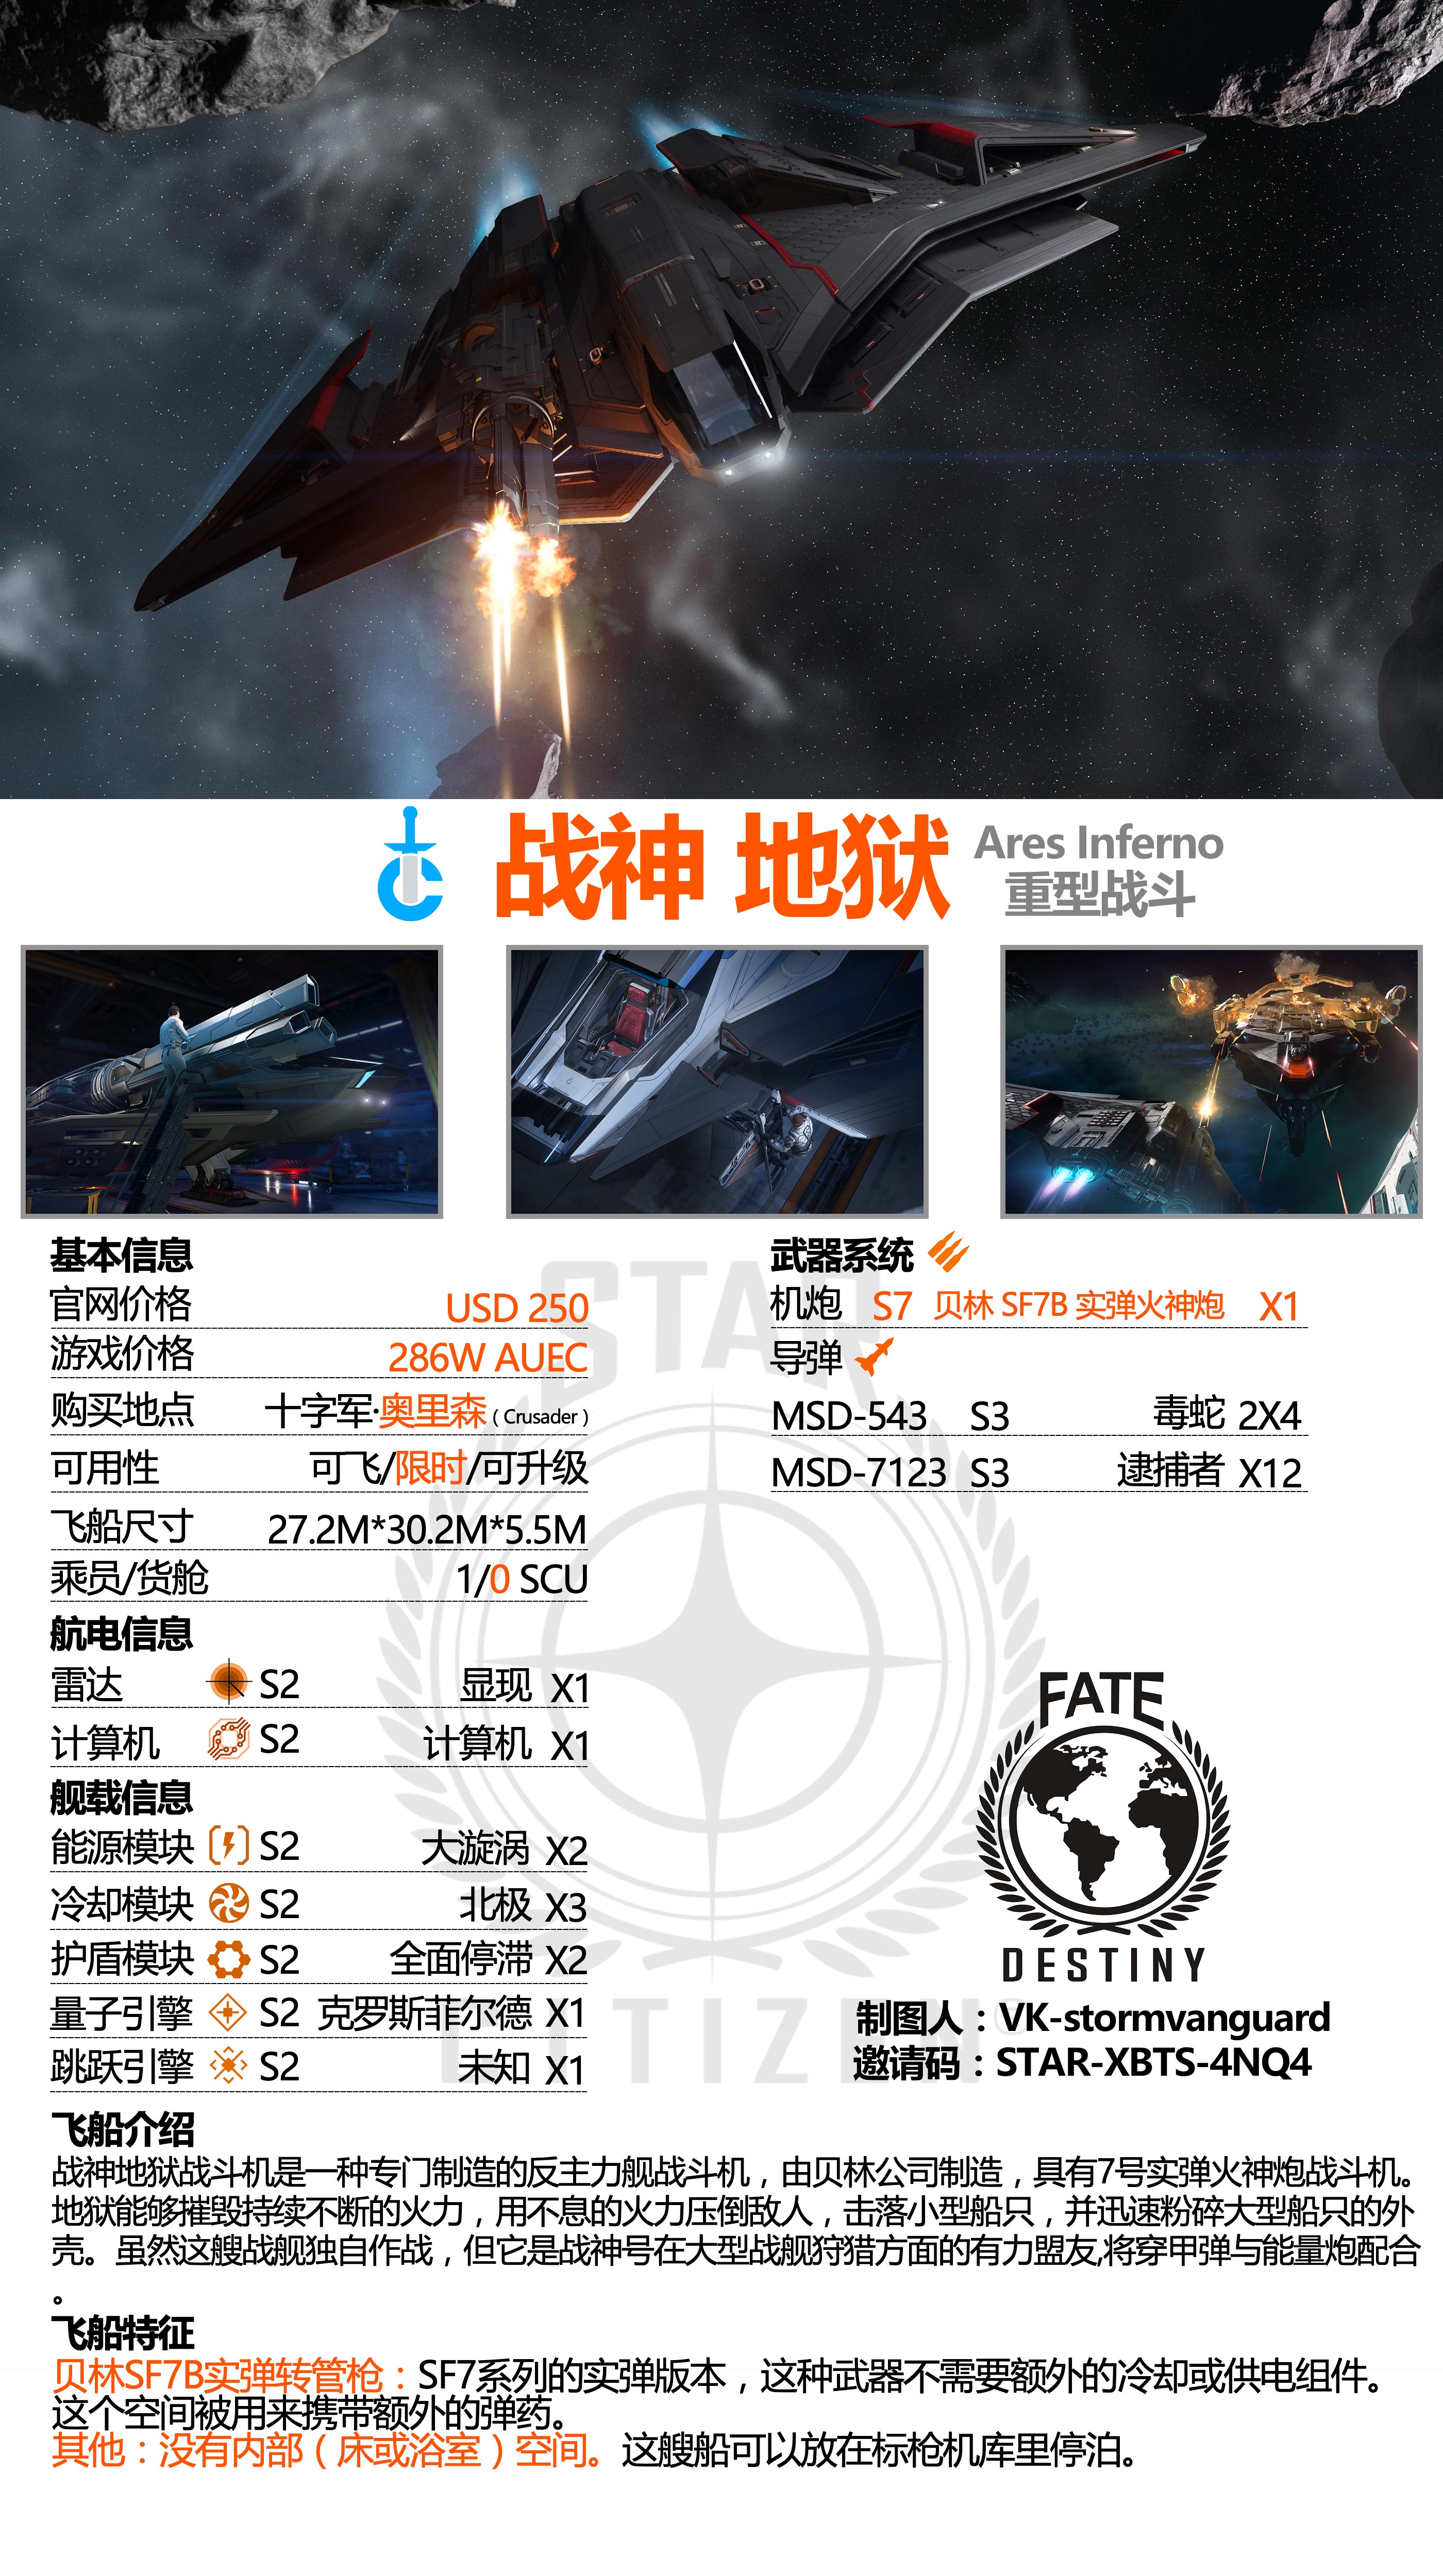 战神 地狱
Ares Inferno
重型战斗
基本信息
官网价格 USD 250
游戏价格 286W AUEC
购买地点 十字军·奥里森 ( Crusader )
可用性 可飞/限时/可升级
飞船尺寸 27.2M*30.2M*5.5M
乘员/货舱 1/0 SCU
航电信息
雷达 S2 显现 X1
计算机 S2 计算机 X1
舰载信息
能源模块 S2 大漩涡 X2
冷却模块 S2 北极 X3
护盾模块 S2 全面停滞 X2
量子引擎 S2 克罗斯菲尔德 X1
跳跃引擎 S2 未知 X1
武器系统
机炮 S7 贝林 SF7B 实弹火神炮 X1
导弹
MSD-543 S3 毒蛇 2X4
MSD-7123 S3 逮捕者 X12
STAR
CITIZEN
FATE
DESTINY
制图人：VK-stormvanguard
邀请码：STAR-XBTS-4NQ4
飞船介绍
战神地狱战斗机是一种专门制造的反主力舰战斗机，由贝林公司制造，具有7号实弹火神炮战斗机。
地狱能够摧毁持续不断的火力，用不息的火力压倒敌人，击落小型船只，并迅速粉碎大型船只的外
壳。虽然这艘战舰独自作战，但它是战神号在大型战舰狩猎方面的有力盟友,将穿甲弹与能量炮配合
。
飞船特征
贝林SF7B实弹转管枪：SF7系列的实弹版本，这种武器不需要额外的冷却或供电组件。
这个空间被用来携带额外的弹药。
其他：没有内部（床或浴室）空间。这艘船可以放在标枪机库里停泊。